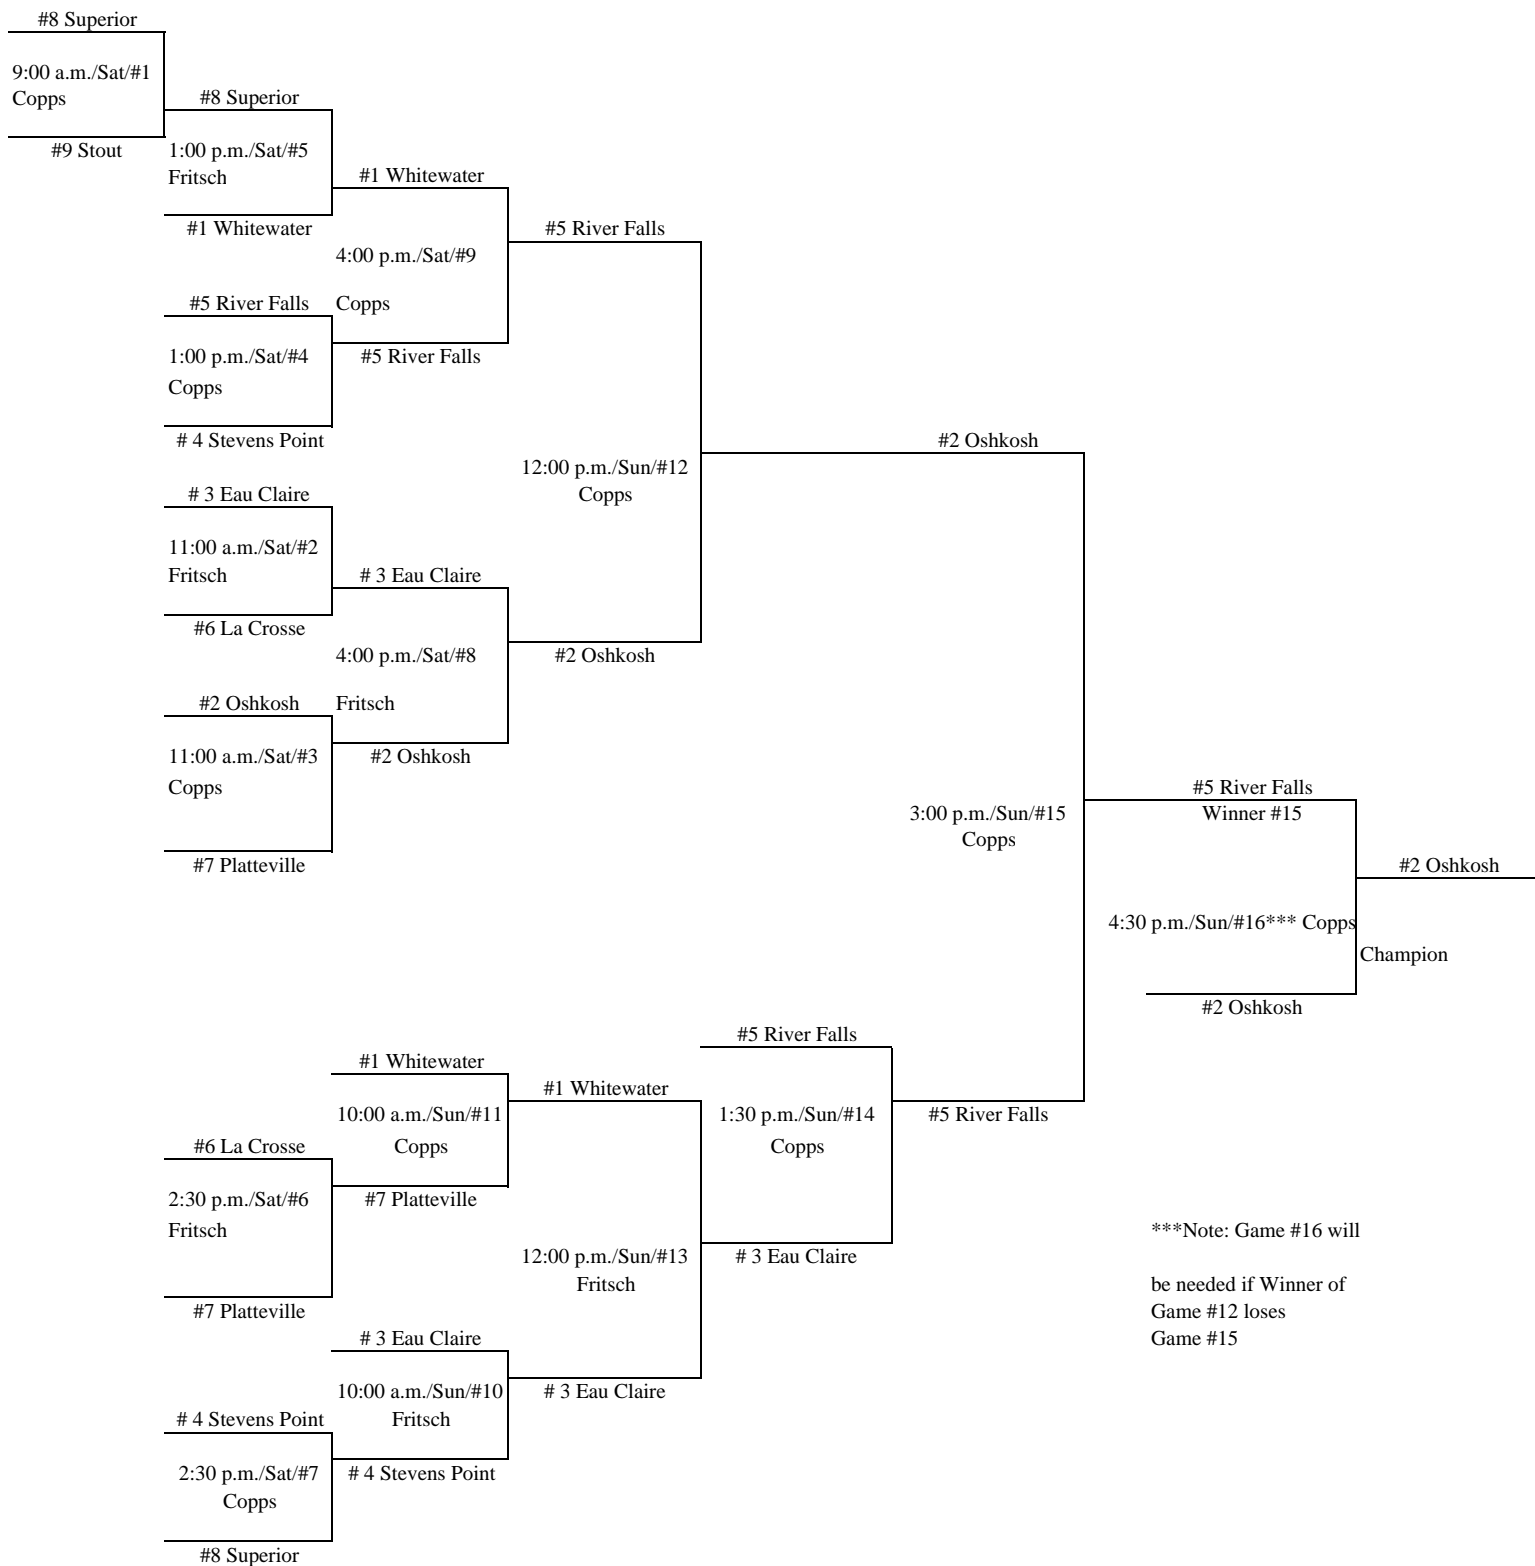 #8 Superior
9:00 a.m./Sat/#1
Copps
#8 Superior
#9 Stout
1:00 p.m./Sat/#5
Fritsch
#1 Whitewater
#1 Whitewater
#5 River Falls
4:00 p.m./Sat/#9
#5 River Falls
Copps
1:00 p.m./Sat/#4
#5 River Falls
Copps
# 4 Stevens Point
#2 Oshkosh
12:00 p.m./Sun/#12
Copps
# 3 Eau Claire
11:00 a.m./Sat/#2
Fritsch
# 3 Eau Claire
#6 La Crosse
4:00 p.m./Sat/#8
#2 Oshkosh
#2 Oshkosh
Fritsch
11:00 a.m./Sat/#3
#2 Oshkosh
Copps
#5 River Falls
3:00 p.m./Sun/#15
Winner #15
Copps
#7 Platteville
#2 Oshkosh
4:30 p.m./Sun/#16*** Copps
Champion
#2 Oshkosh
#5 River Falls
#1 Whitewater
#1 Whitewater
10:00 a.m./Sun/#11
1:30 p.m./Sun/#14
#5 River Falls
#6 La Crosse
Copps
Copps
2:30 p.m./Sat/#6
#7 Platteville
Fritsch
***Note: Game #16 will
12:00 p.m./Sun/#13
# 3 Eau Claire
Fritsch
be needed if Winner of
#7 Platteville
Game #12 loses
# 3 Eau Claire
Game #15
10:00 a.m./Sun/#10
# 3 Eau Claire
# 4 Stevens Point
Fritsch
2:30 p.m./Sat/#7
# 4 Stevens Point
Copps
#8 Superior